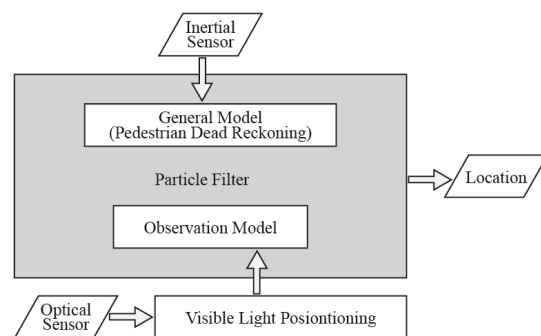 Inertial
Sensor
General Model
(Pedestrian Dead Reckoning)
Particle Filter
Location
Observation Model
Optical
Sensor
Visible Light Posiontioning